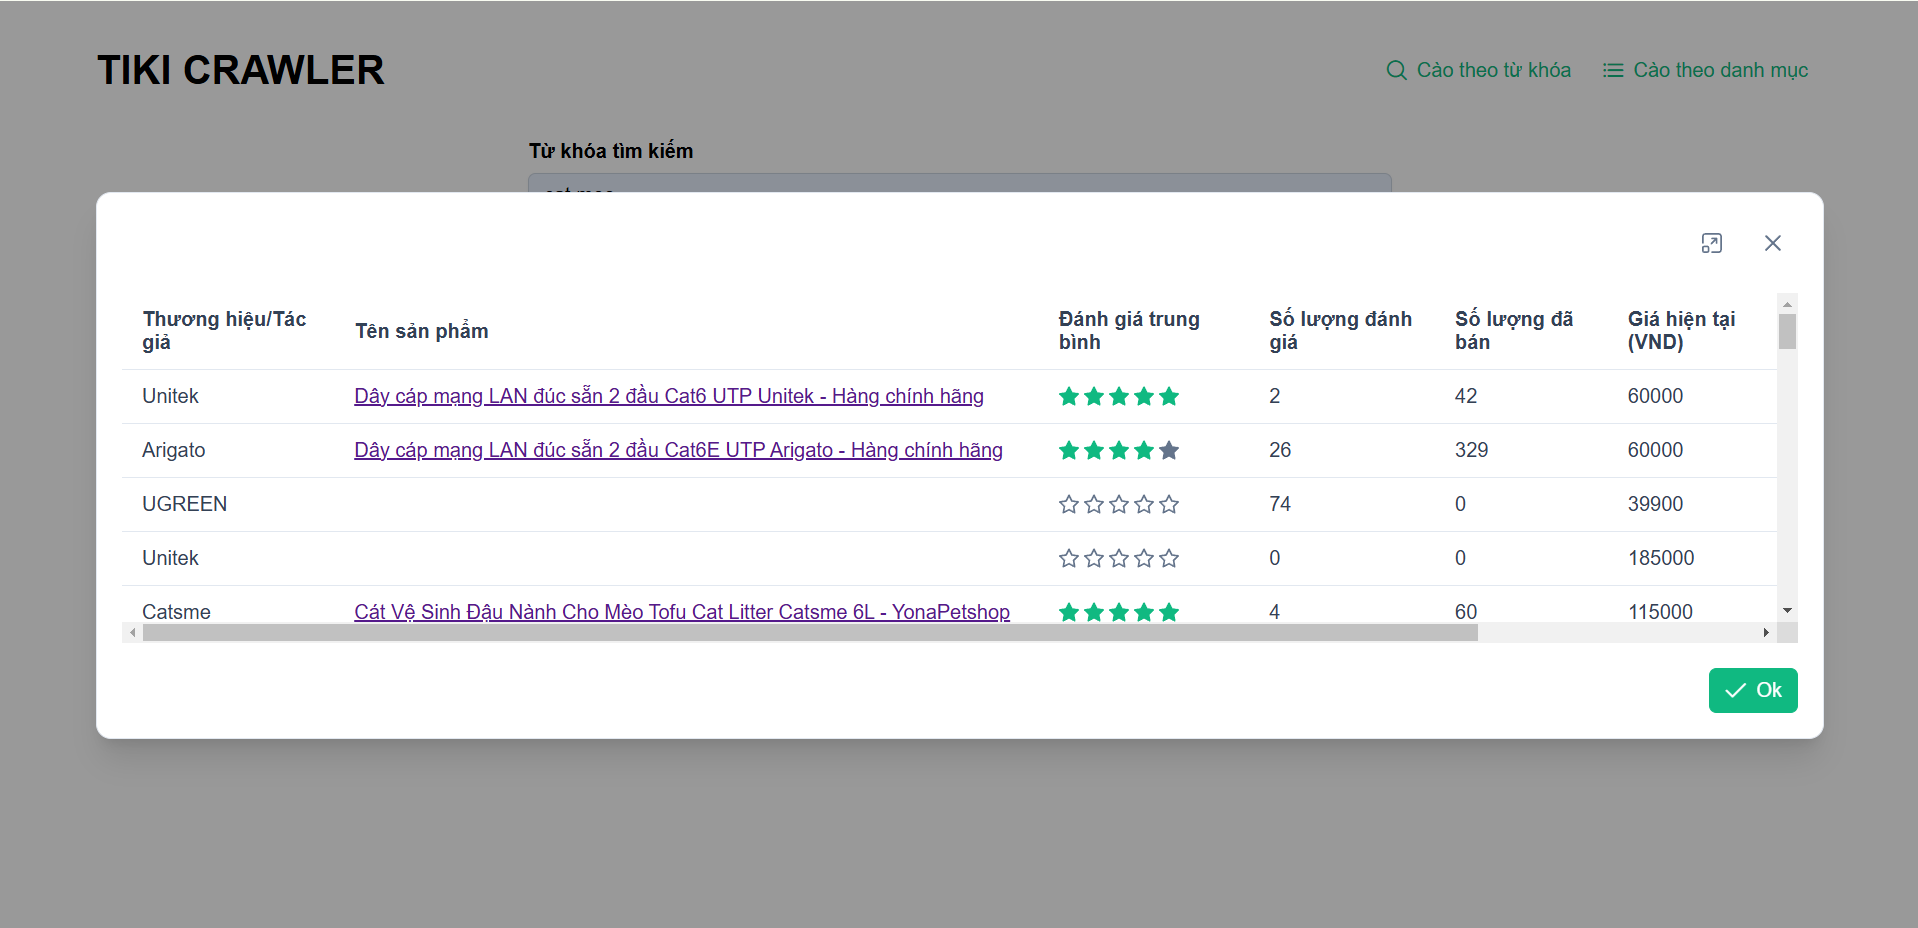 TIKI CRAWLER
Cào theo từ khóa
Cào theo danh mục
Từ khóa tìm kiếm
Thương hiệu/Tác giả
Tên sản phẩm
Đánh giá trung bình
Số lượng đánh giá
Số lượng đã bán
Giá hiện tại (VND)
Unitek Dây cáp mạng LAN đúc sẵn 2 đầu Cat6 UTP Unitek - Hàng chính hãng 2 42 60000
Arigato Dây cáp mạng LAN đúc sẵn 2 đầu Cat6E UTP Arigato - Hàng chính hãng 26 329 60000
UGREEN 74 0 39900
Unitek 0 0 185000
Catsme Cát Vệ Sinh Đậu Nành Cho Mèo Tofu Cat Litter Catsme 6L - YonaPetshop 4 60 115000
Ok